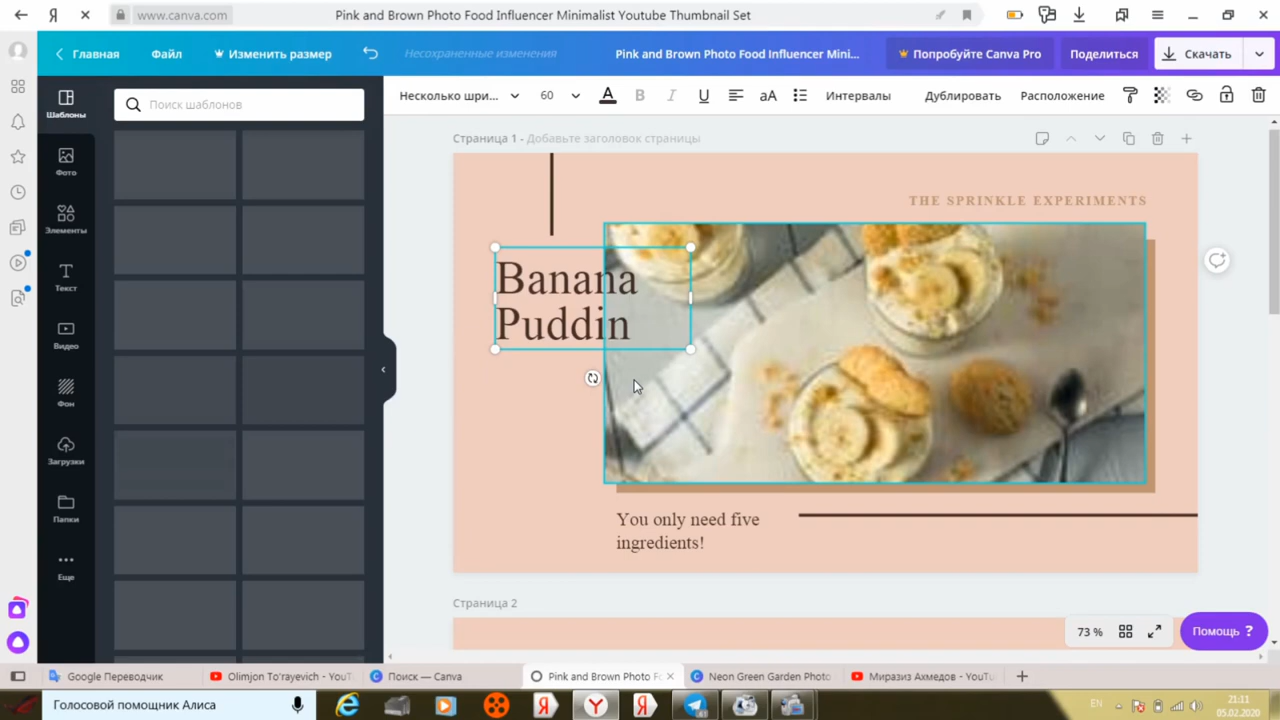 www.canva.com
Pink and Brown Photo Food Influencer Minimalist Youtube Thumbnail Set
Главная
Файл
Изменить размер
Несохраненные изменения
Pink and Brown Photo Food Influencer Mini...
Попробуйте Canva Pro
Поделиться
Скачать
Шаблоны
Поиск шаблонов
Несколько шри...
60
A
B
I
U
aA
Интервалы
Дублировать
Расположение
Страница 1 - Добавьте заголовок страницы
Фото
Элементы
Текст
Видео
Фон
Загрузки
Папки
Еще
THE SPRINKLE EXPERIMENTS
Banana
Puddin
You only need five
ingredients!
Страница 2
73 %
Помощь ?
Google Переводчик
Olimjon To'rayevich - YouT
Поиск — Canva
Pink and Brown Photo F
Neon Green Garden Photo
Миразиз Ахмедов - YouTu
Голосовой помощник Алиса
EN
21:11
05.02.2020